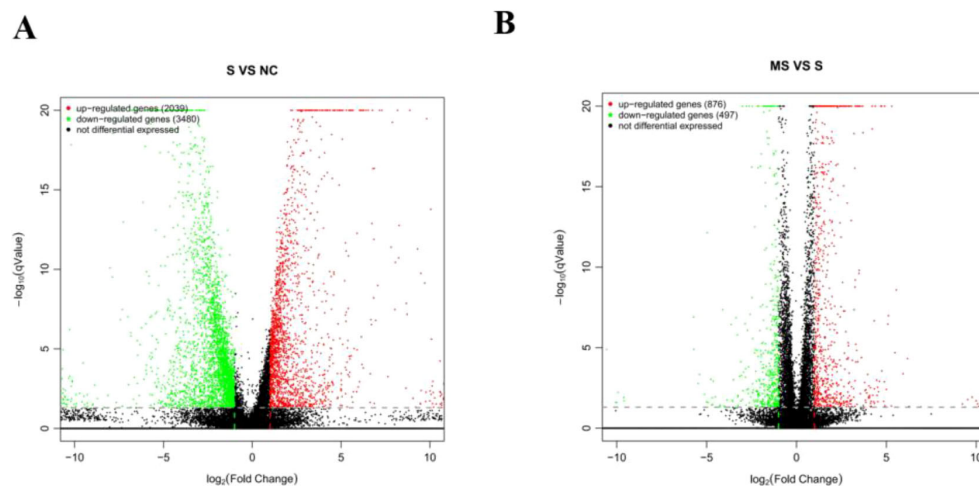 A
S VS NC
up−regulated genes (2039)
down−regulated genes (3480)
not differential expressed
20
15
10
5
0
−log10(qValue)
−10
−5
0
5
10
log2(Fold Change)
B
MS VS S
up−regulated genes (876)
down−regulated genes (497)
not differential expressed
20
15
10
5
0
−log10(qValue)
−10
−5
0
5
10
log2(Fold Change)